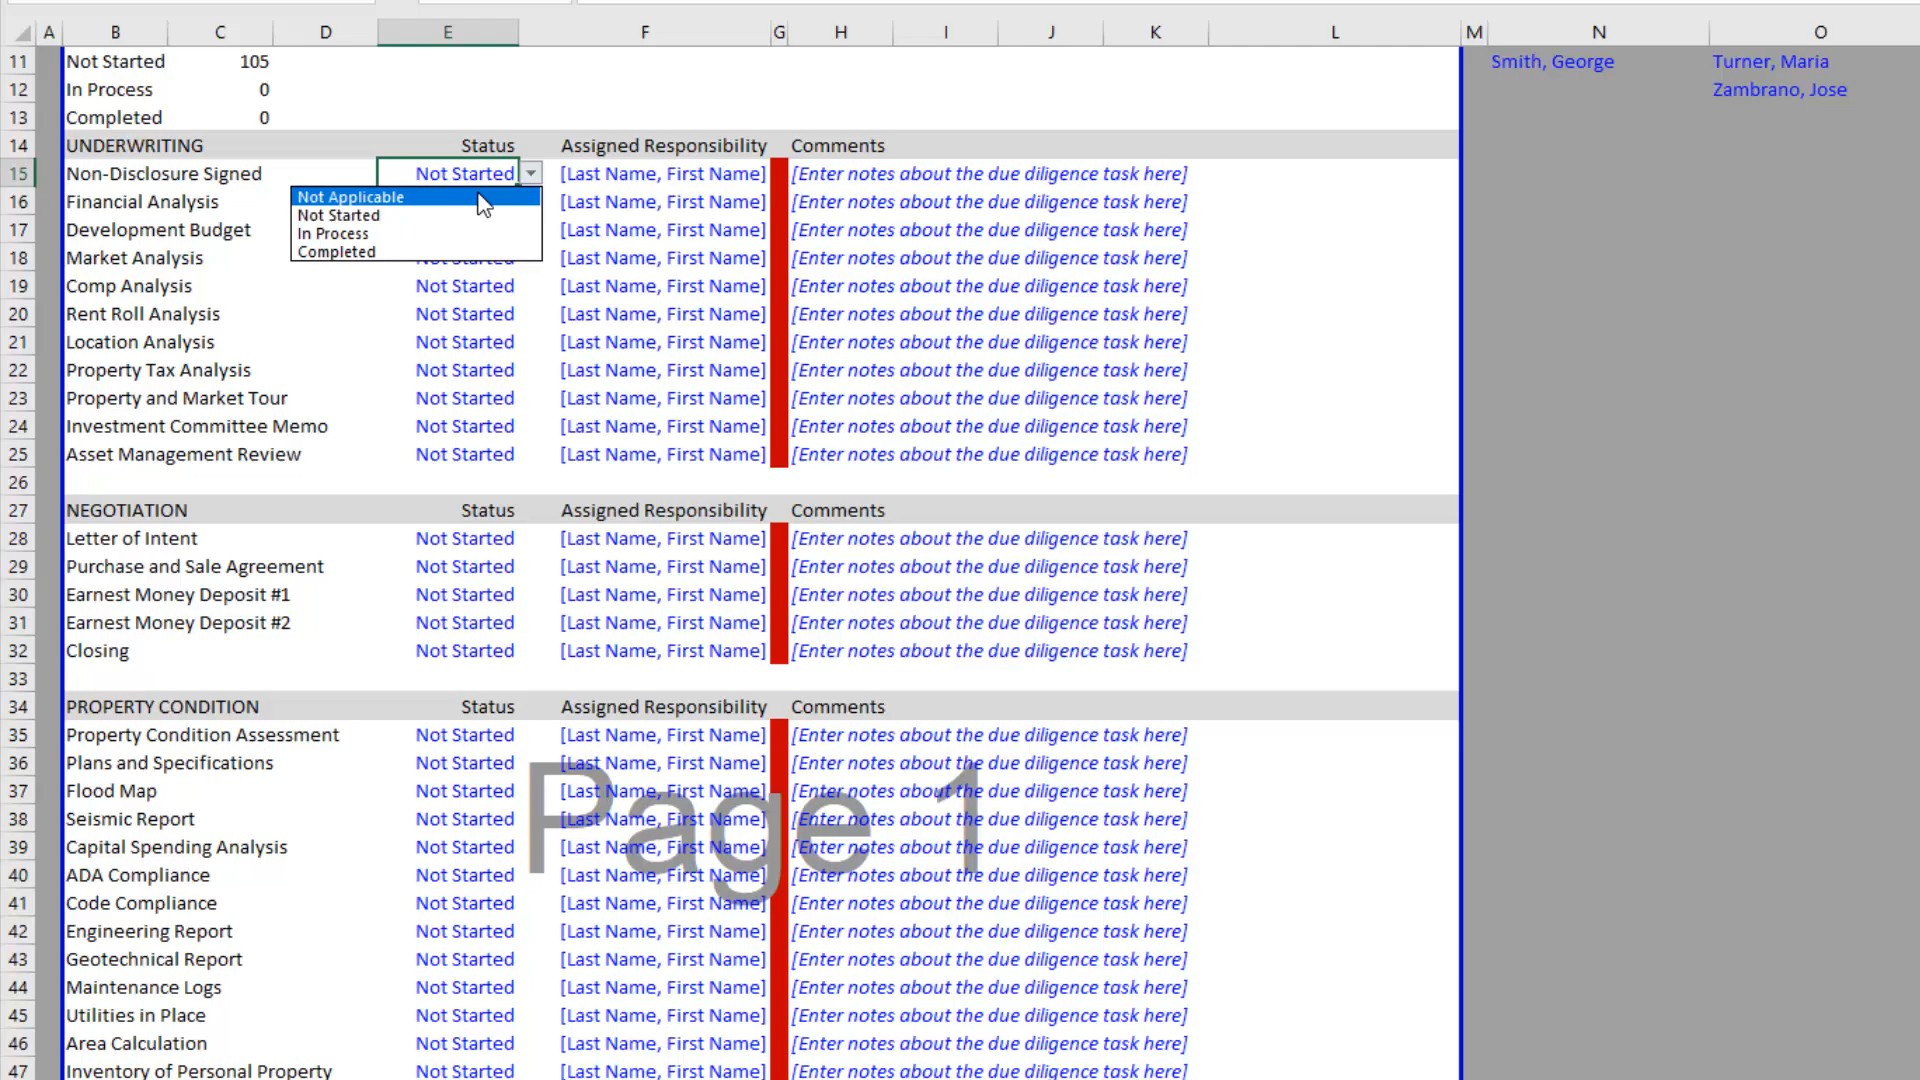 A B C D E F G H I J K L M N O
11 Not Started 105 Smith, George Turner, Maria
12 In Process 0 Zambrano, Jose
13 Completed 0
14 UNDERWRITING Status Assigned Responsibility Comments
15 Non-Disclosure Signed Not Started [Last Name, First Name] [Enter notes about the due diligence task here]
Not Applicable
Not Started
In Process
Completed
16 Financial Analysis [Last Name, First Name] [Enter notes about the due diligence task here]
17 Development Budget [Last Name, First Name] [Enter notes about the due diligence task here]
18 Market Analysis Not Started [Last Name, First Name] [Enter notes about the due diligence task here]
19 Comp Analysis Not Started [Last Name, First Name] [Enter notes about the due diligence task here]
20 Rent Roll Analysis Not Started [Last Name, First Name] [Enter notes about the due diligence task here]
21 Location Analysis Not Started [Last Name, First Name] [Enter notes about the due diligence task here]
22 Property Tax Analysis Not Started [Last Name, First Name] [Enter notes about the due diligence task here]
23 Property and Market Tour Not Started [Last Name, First Name] [Enter notes about the due diligence task here]
24 Investment Committee Memo Not Started [Last Name, First Name] [Enter notes about the due diligence task here]
25 Asset Management Review Not Started [Last Name, First Name] [Enter notes about the due diligence task here]
26
27 NEGOTIATION Status Assigned Responsibility Comments
28 Letter of Intent Not Started [Last Name, First Name] [Enter notes about the due diligence task here]
29 Purchase and Sale Agreement Not Started [Last Name, First Name] [Enter notes about the due diligence task here]
30 Earnest Money Deposit #1 Not Started [Last Name, First Name] [Enter notes about the due diligence task here]
31 Earnest Money Deposit #2 Not Started [Last Name, First Name] [Enter notes about the due diligence task here]
32 Closing Not Started [Last Name, First Name] [Enter notes about the due diligence task here]
33
34 PROPERTY CONDITION Status Assigned Responsibility Comments
35 Property Condition Assessment Not Started [Last Name, First Name] [Enter notes about the due diligence task here]
36 Plans and Specifications Not Started [Last Name, First Name] [Enter notes about the due diligence task here]
37 Flood Map Not Started [Last Name, First Name] [Enter notes about the due diligence task here]
38 Seismic Report Not Started [Last Name, First Name] [Enter notes about the due diligence task here]
Page 1
39 Capital Spending Analysis Not Started [Last Name, First Name] [Enter notes about the due diligence task here]
40 ADA Compliance Not Started [Last Name, First Name] [Enter notes about the due diligence task here]
41 Code Compliance Not Started [Last Name, First Name] [Enter notes about the due diligence task here]
42 Engineering Report Not Started [Last Name, First Name] [Enter notes about the due diligence task here]
43 Geotechnical Report Not Started [Last Name, First Name] [Enter notes about the due diligence task here]
44 Maintenance Logs Not Started [Last Name, First Name] [Enter notes about the due diligence task here]
45 Utilities in Place Not Started [Last Name, First Name] [Enter notes about the due diligence task here]
46 Area Calculation Not Started [Last Name, First Name] [Enter notes about the due diligence task here]
47 Inventory of Personal Property Not Started [Last Name, First Name] [Enter notes about the due diligence task here]